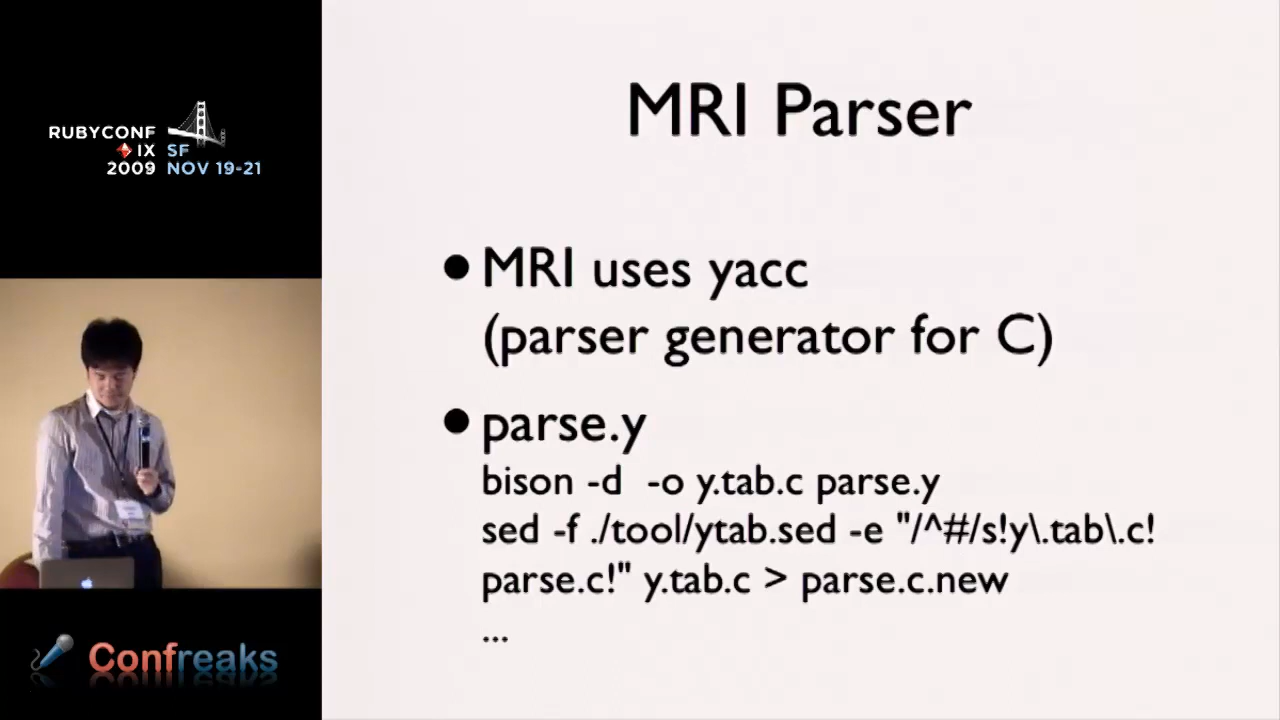 RUBYCONF
IX SF
2009 NOV 19-21
MRI Parser
•MRI uses yacc
(parser generator for C)
•parse.y
bison -d -o y.tab.c parse.y
sed -f ./tool/ytab.sed -e "/^#/s!y\.tab\.c!
parse.c!" y.tab.c > parse.c.new
...
Confreaks